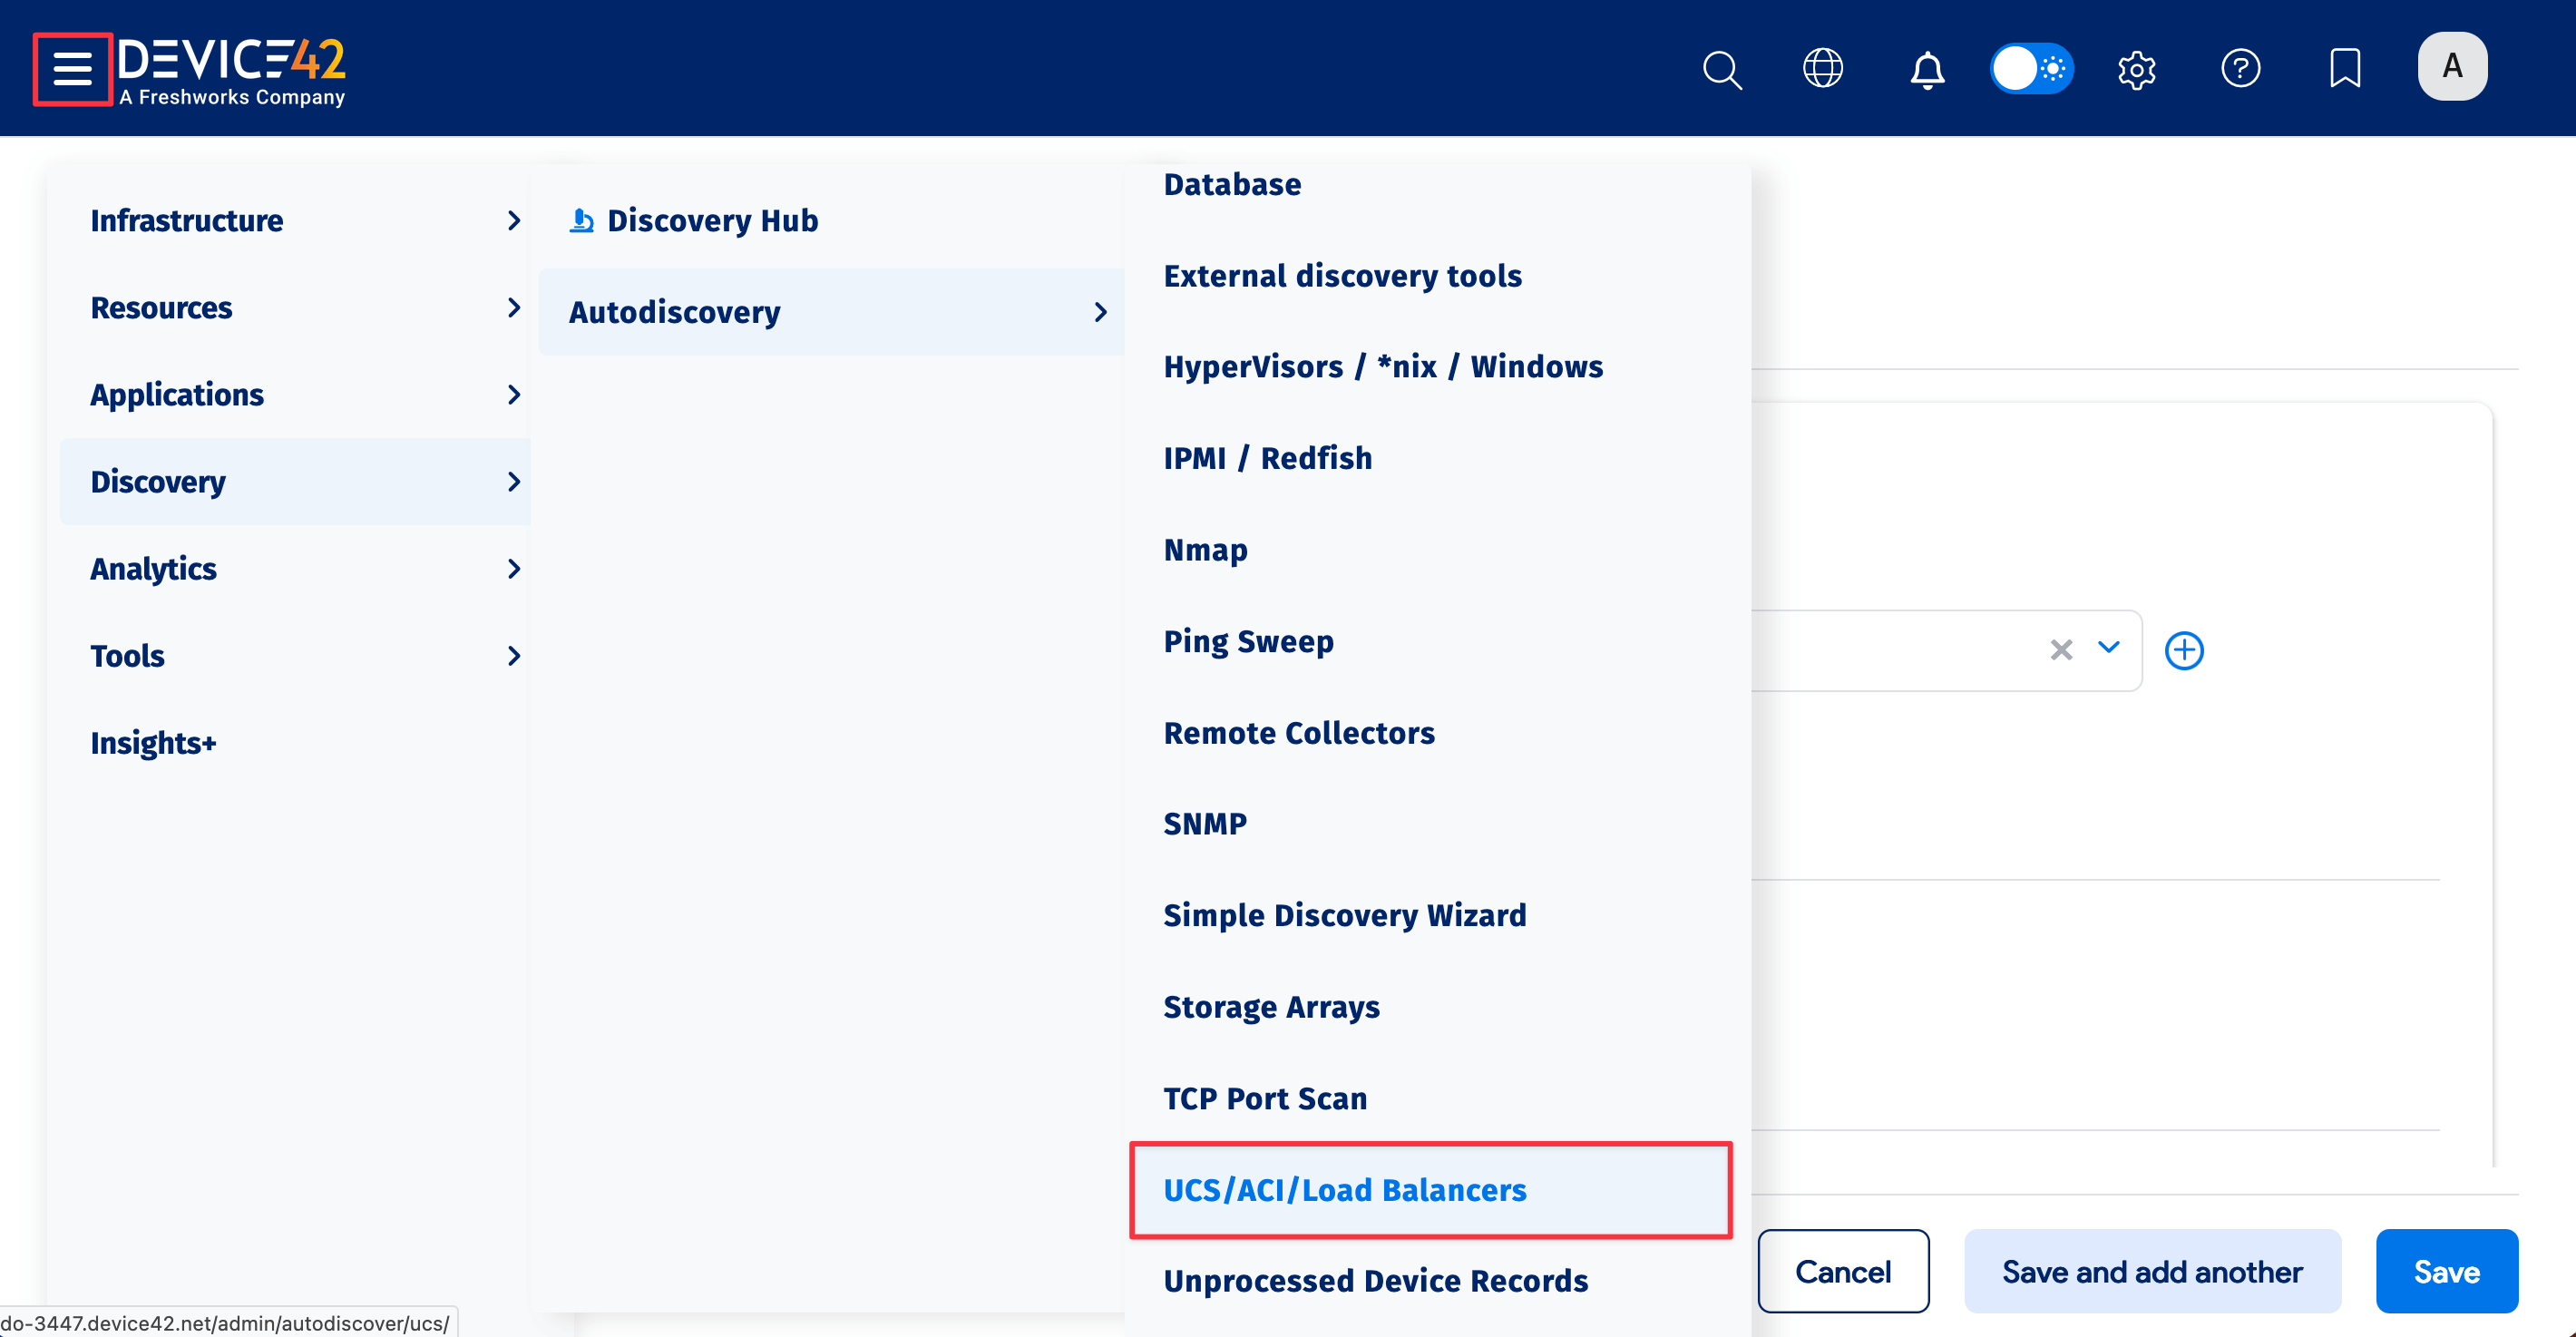 DEVICE42
A Freshworks Company
A
Infrastructure
Resources
Applications
Discovery
Analytics
Tools
Insights+
Discovery Hub
Autodiscovery
Database
External discovery tools
HyperVisors / *nix / Windows
IPMI / Redfish
Nmap
Ping Sweep
Remote Collectors
SNMP
Simple Discovery Wizard
Storage Arrays
TCP Port Scan
UCS/ACI/Load Balancers
Unprocessed Device Records
Cancel
Save and add another
Save
do-3447.device42.net/admin/autodiscover/ucs/